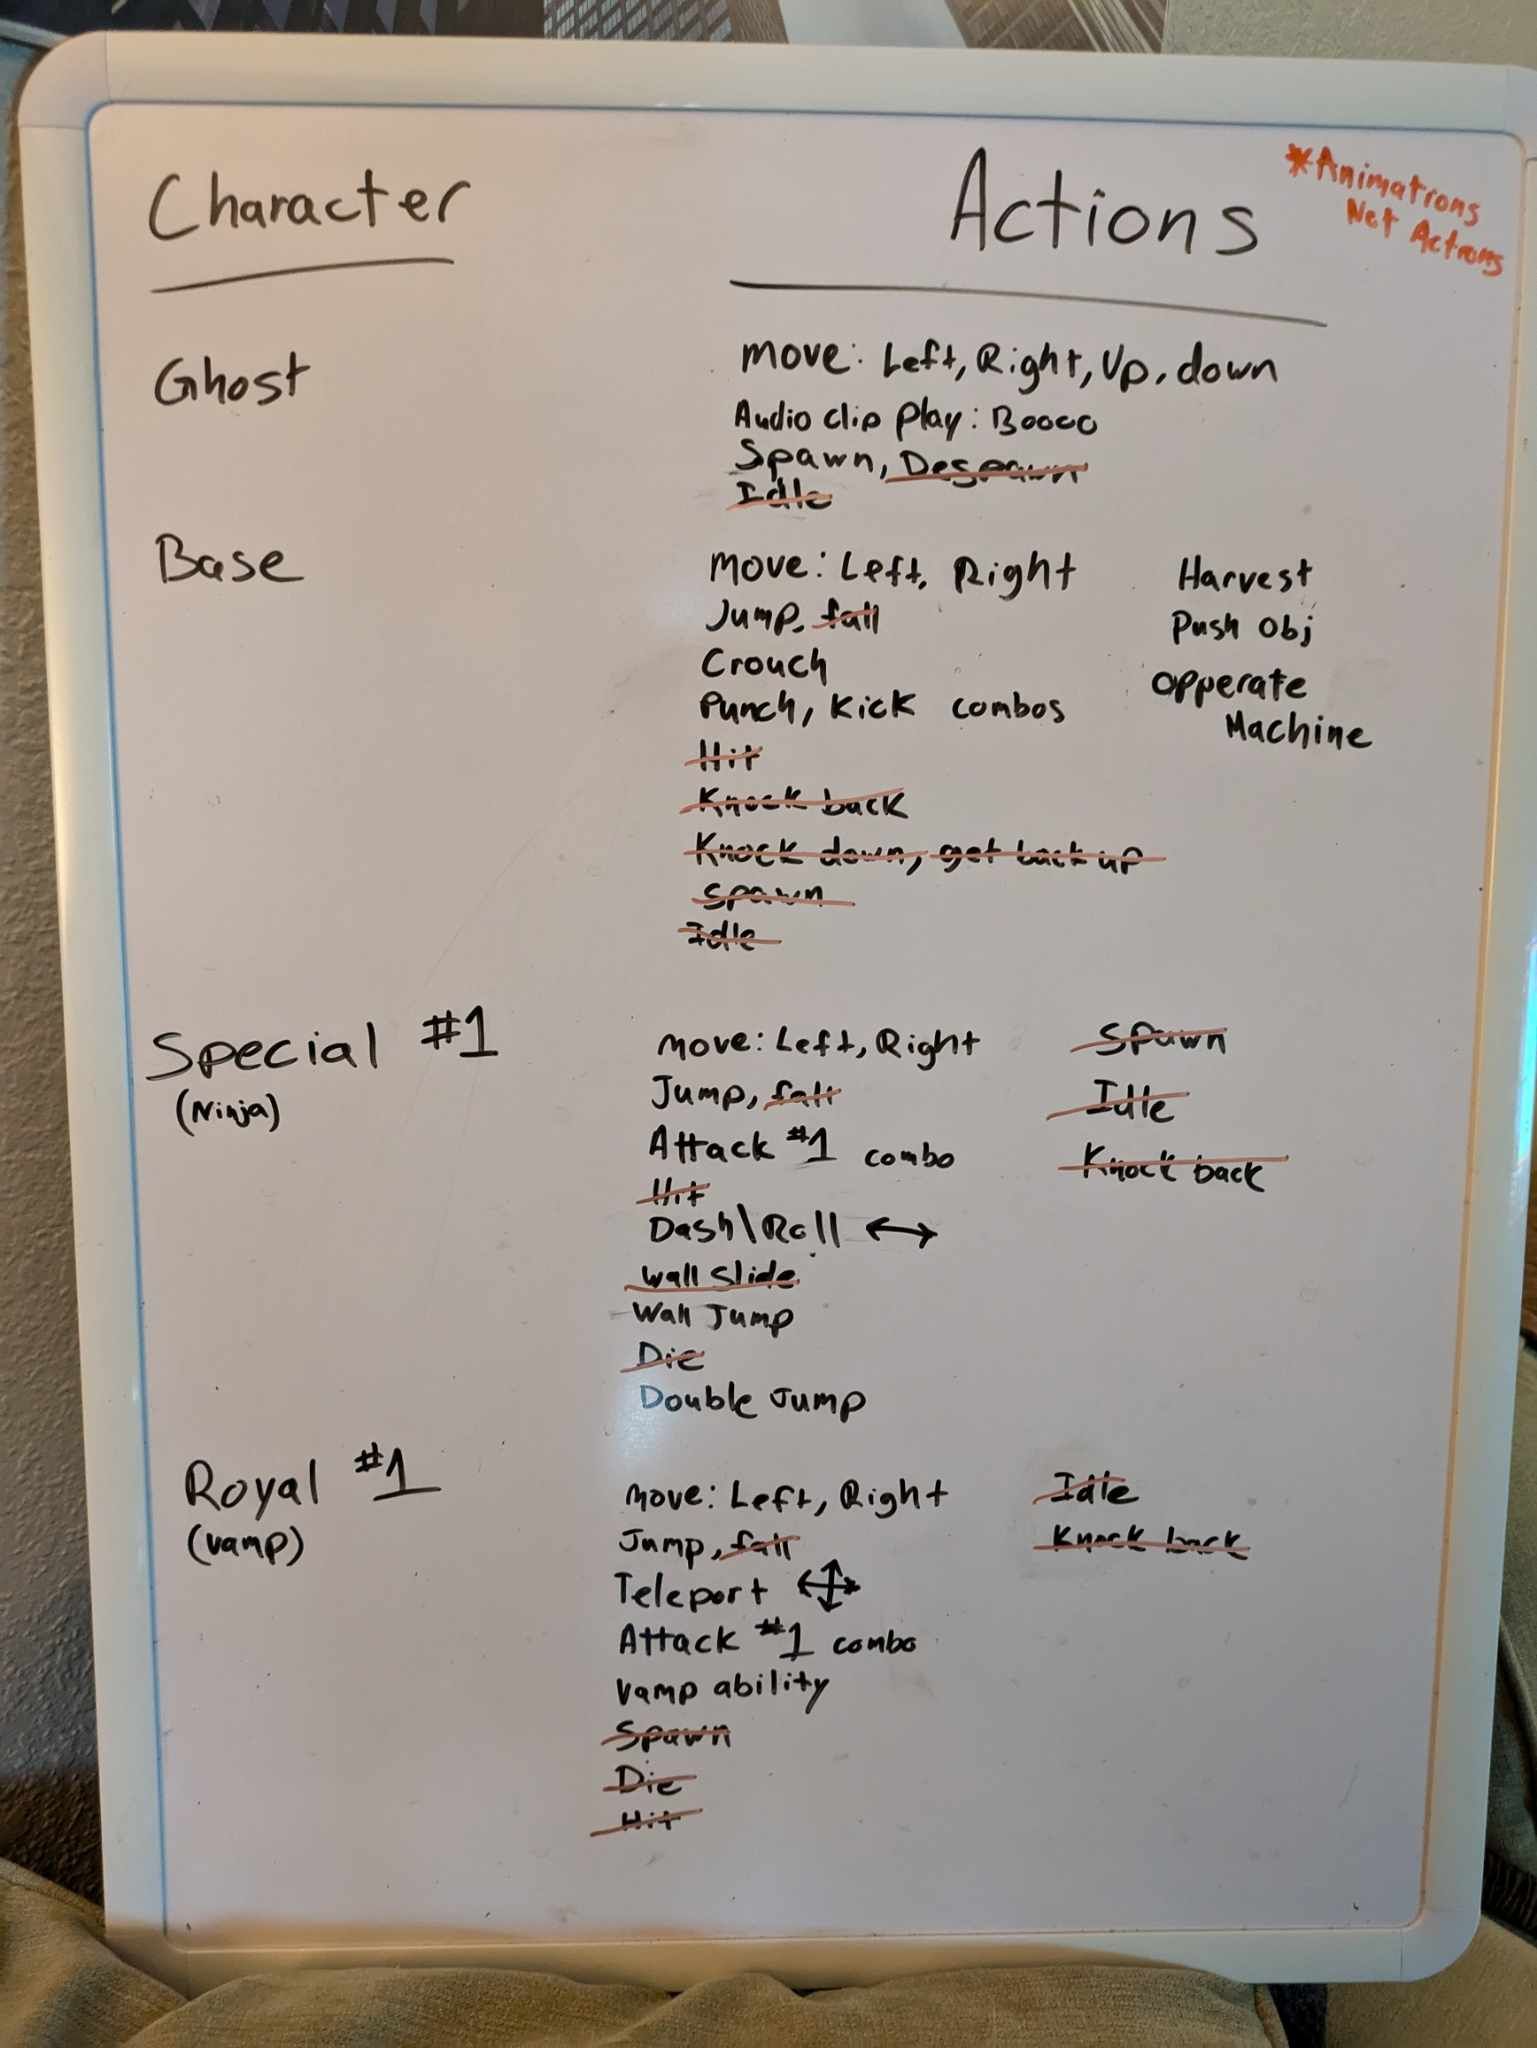 Character
Actions
*Animations
Not Actions
Ghost
move: Left, Right, Up, down
Audio clip Play: Boooo
Spawn, Despawn
Idle
Base
move: Left, Right
Jump, fall
Crouch
Punch, Kick combos
Hit
Knock back
Knock down, get back up
Spawn
Idle
Harvest
Push Obj
Opperate
Machine
Special #1
(Ninja)
move: Left, Right
Jump, fall
Attack #1 combo
Hit
Dash\Roll ↔
Wall Slide
Wall Jump
Die
Double Jump
Spawn
Idle
Knock back
Royal #1
(vamp)
move: Left, Right
Jump, fall
Teleport
Attack #1 combo
Vamp ability
Spawn
Die
Hit
Idle
Knock back